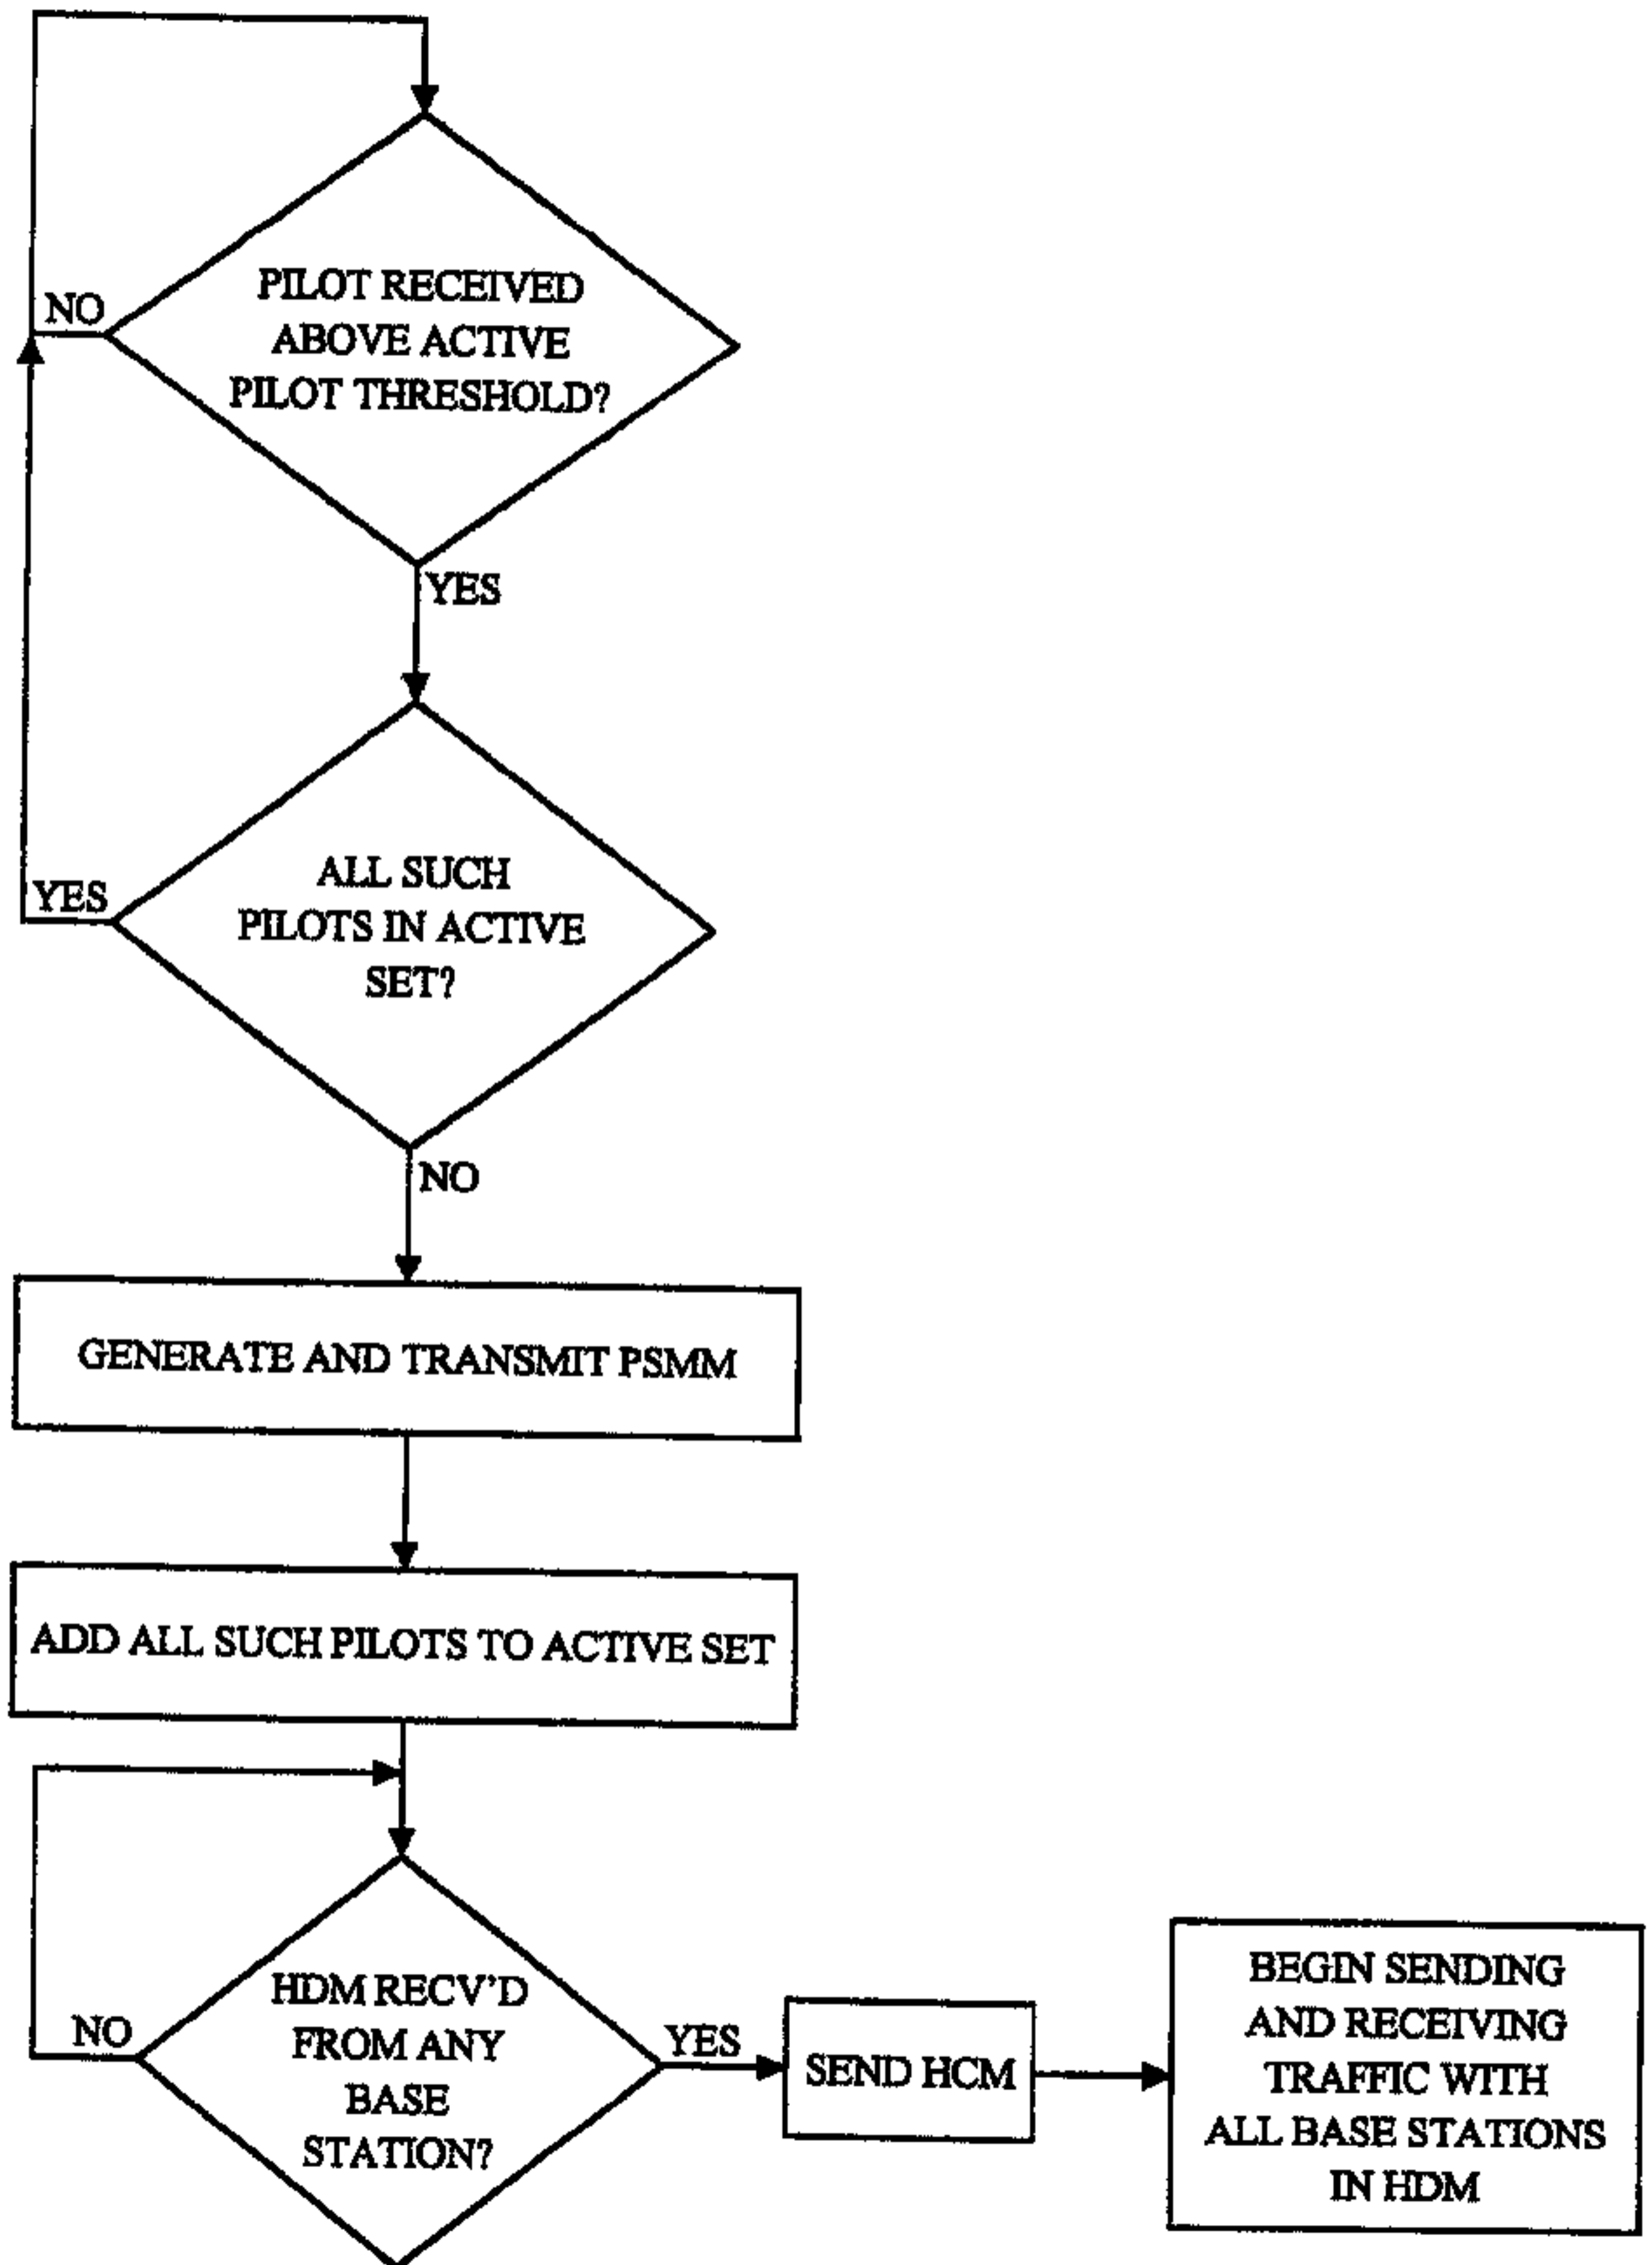 PILOT RECEIVED
ABOVE ACTIVE
PILOT THRESHOLD?
NO
YES
ALL SUCH
PILOTS IN ACTIVE
SET?
YES
NO
GENERATE AND TRANSMIT PSMM
ADD ALL SUCH PILOTS TO ACTIVE SET
HDM RECV'D
FROM ANY
BASE
STATION?
NO
YES
SEND HCM
BEGIN SENDING
AND RECEIVING
TRAFFIC WITH
ALL BASE STATIONS
IN HDM